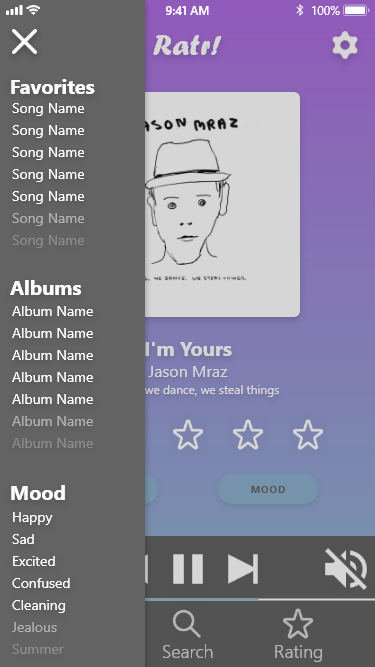 9:41 AM
100%
Ratr!
Favorites
Song Name
Song Name
Song Name
Song Name
Song Name
Song Name
Song Name
ASON MRAZ
WE DANCE. WE STEAL THINGS.
Albums
Album Name
Album Name
Album Name
Album Name
Album Name
Album Name
Album Name
I'm Yours
Jason Mraz
we dance, we steal things
MOOD
Mood
Happy
Sad
Excited
Confused
Cleaning
Jealous
Summer
Search
Rating